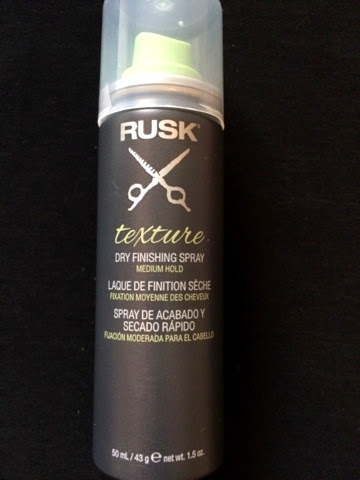 RUSK®
texture
DRY FINISHING SPRAY
MEDIUM HOLD
LAQUE DE FINITION SÈCHE
FIXATION MOYENNE DES CHEVEUX
SPRAY DE ACABADO Y
SECADO RÁPIDO
FIJACIÓN MODERADA PARA EL CABELLO
50 mL / 43 g ℮ net wt. 1.5 oz.